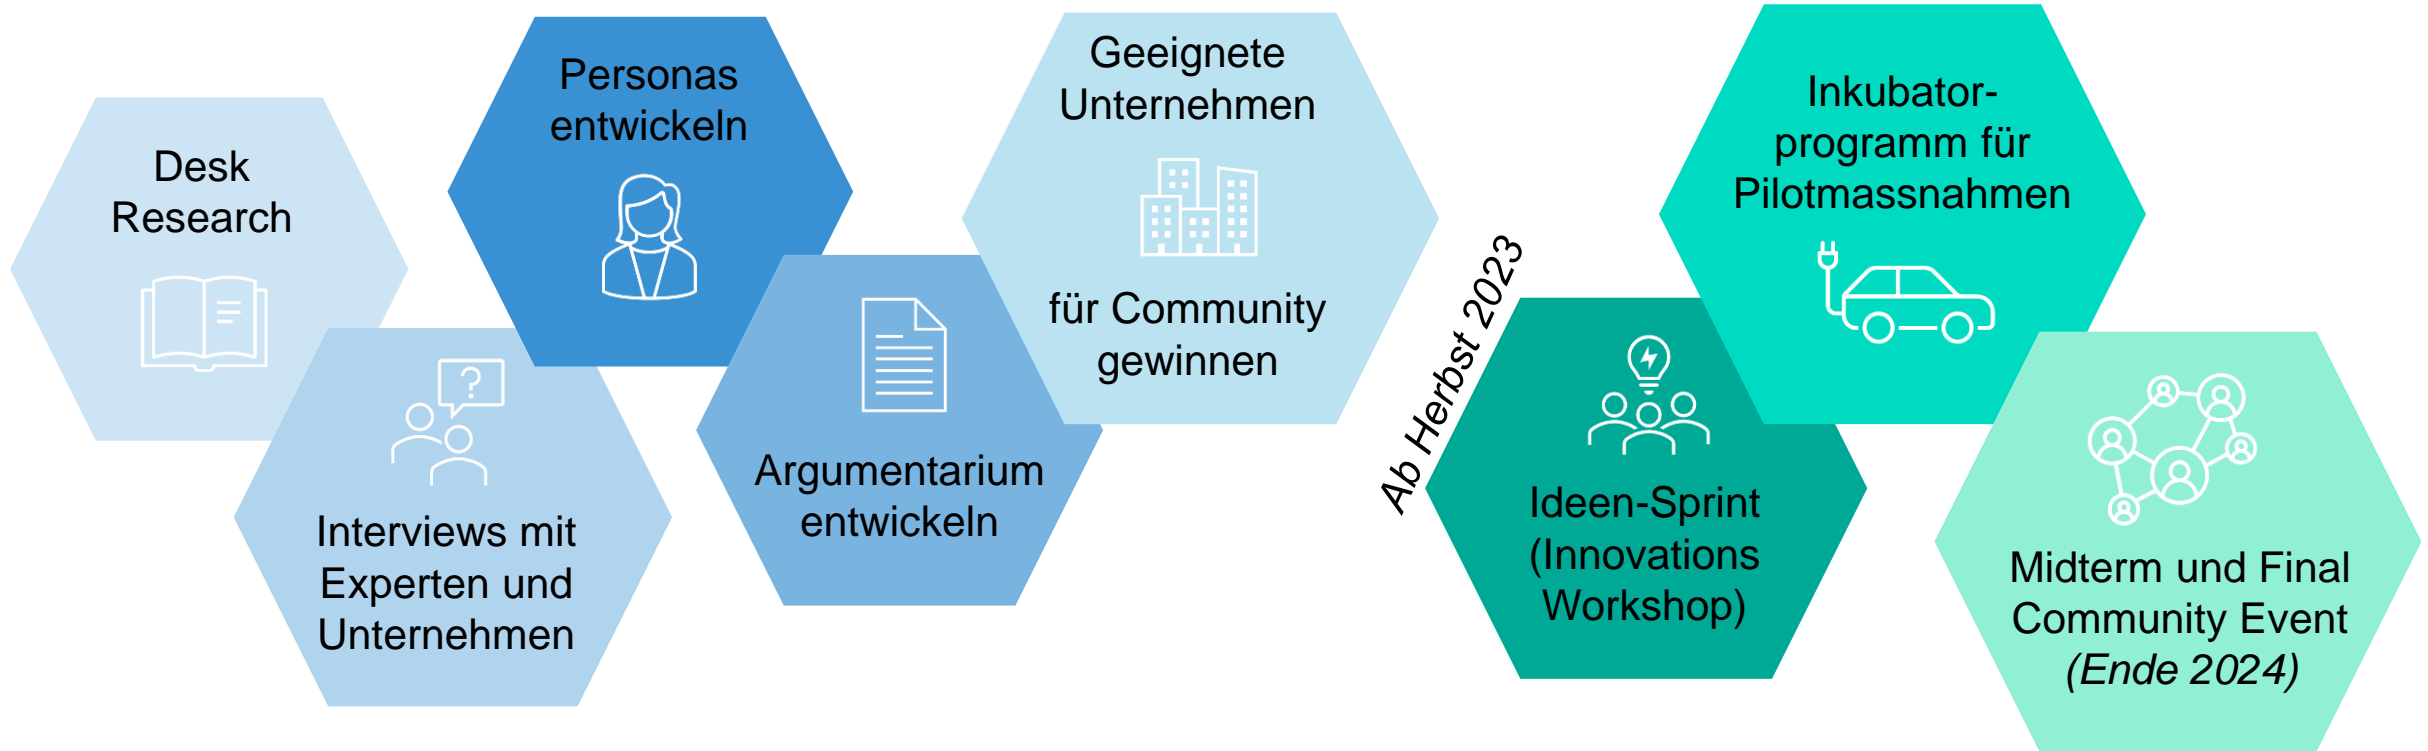 Desk
Research
Interviews mit
Experten und
Unternehmen
?
Personas
entwickeln
Argumentarium
entwickeln
Geeignete
Unternehmen
für Community
gewinnen
Ab Herbst 2023
Ideen-Sprint
(Innovations
Workshop)
Inkubator-
programm für
Pilotmassnahmen
Midterm und Final
Community Event
(Ende 2024)